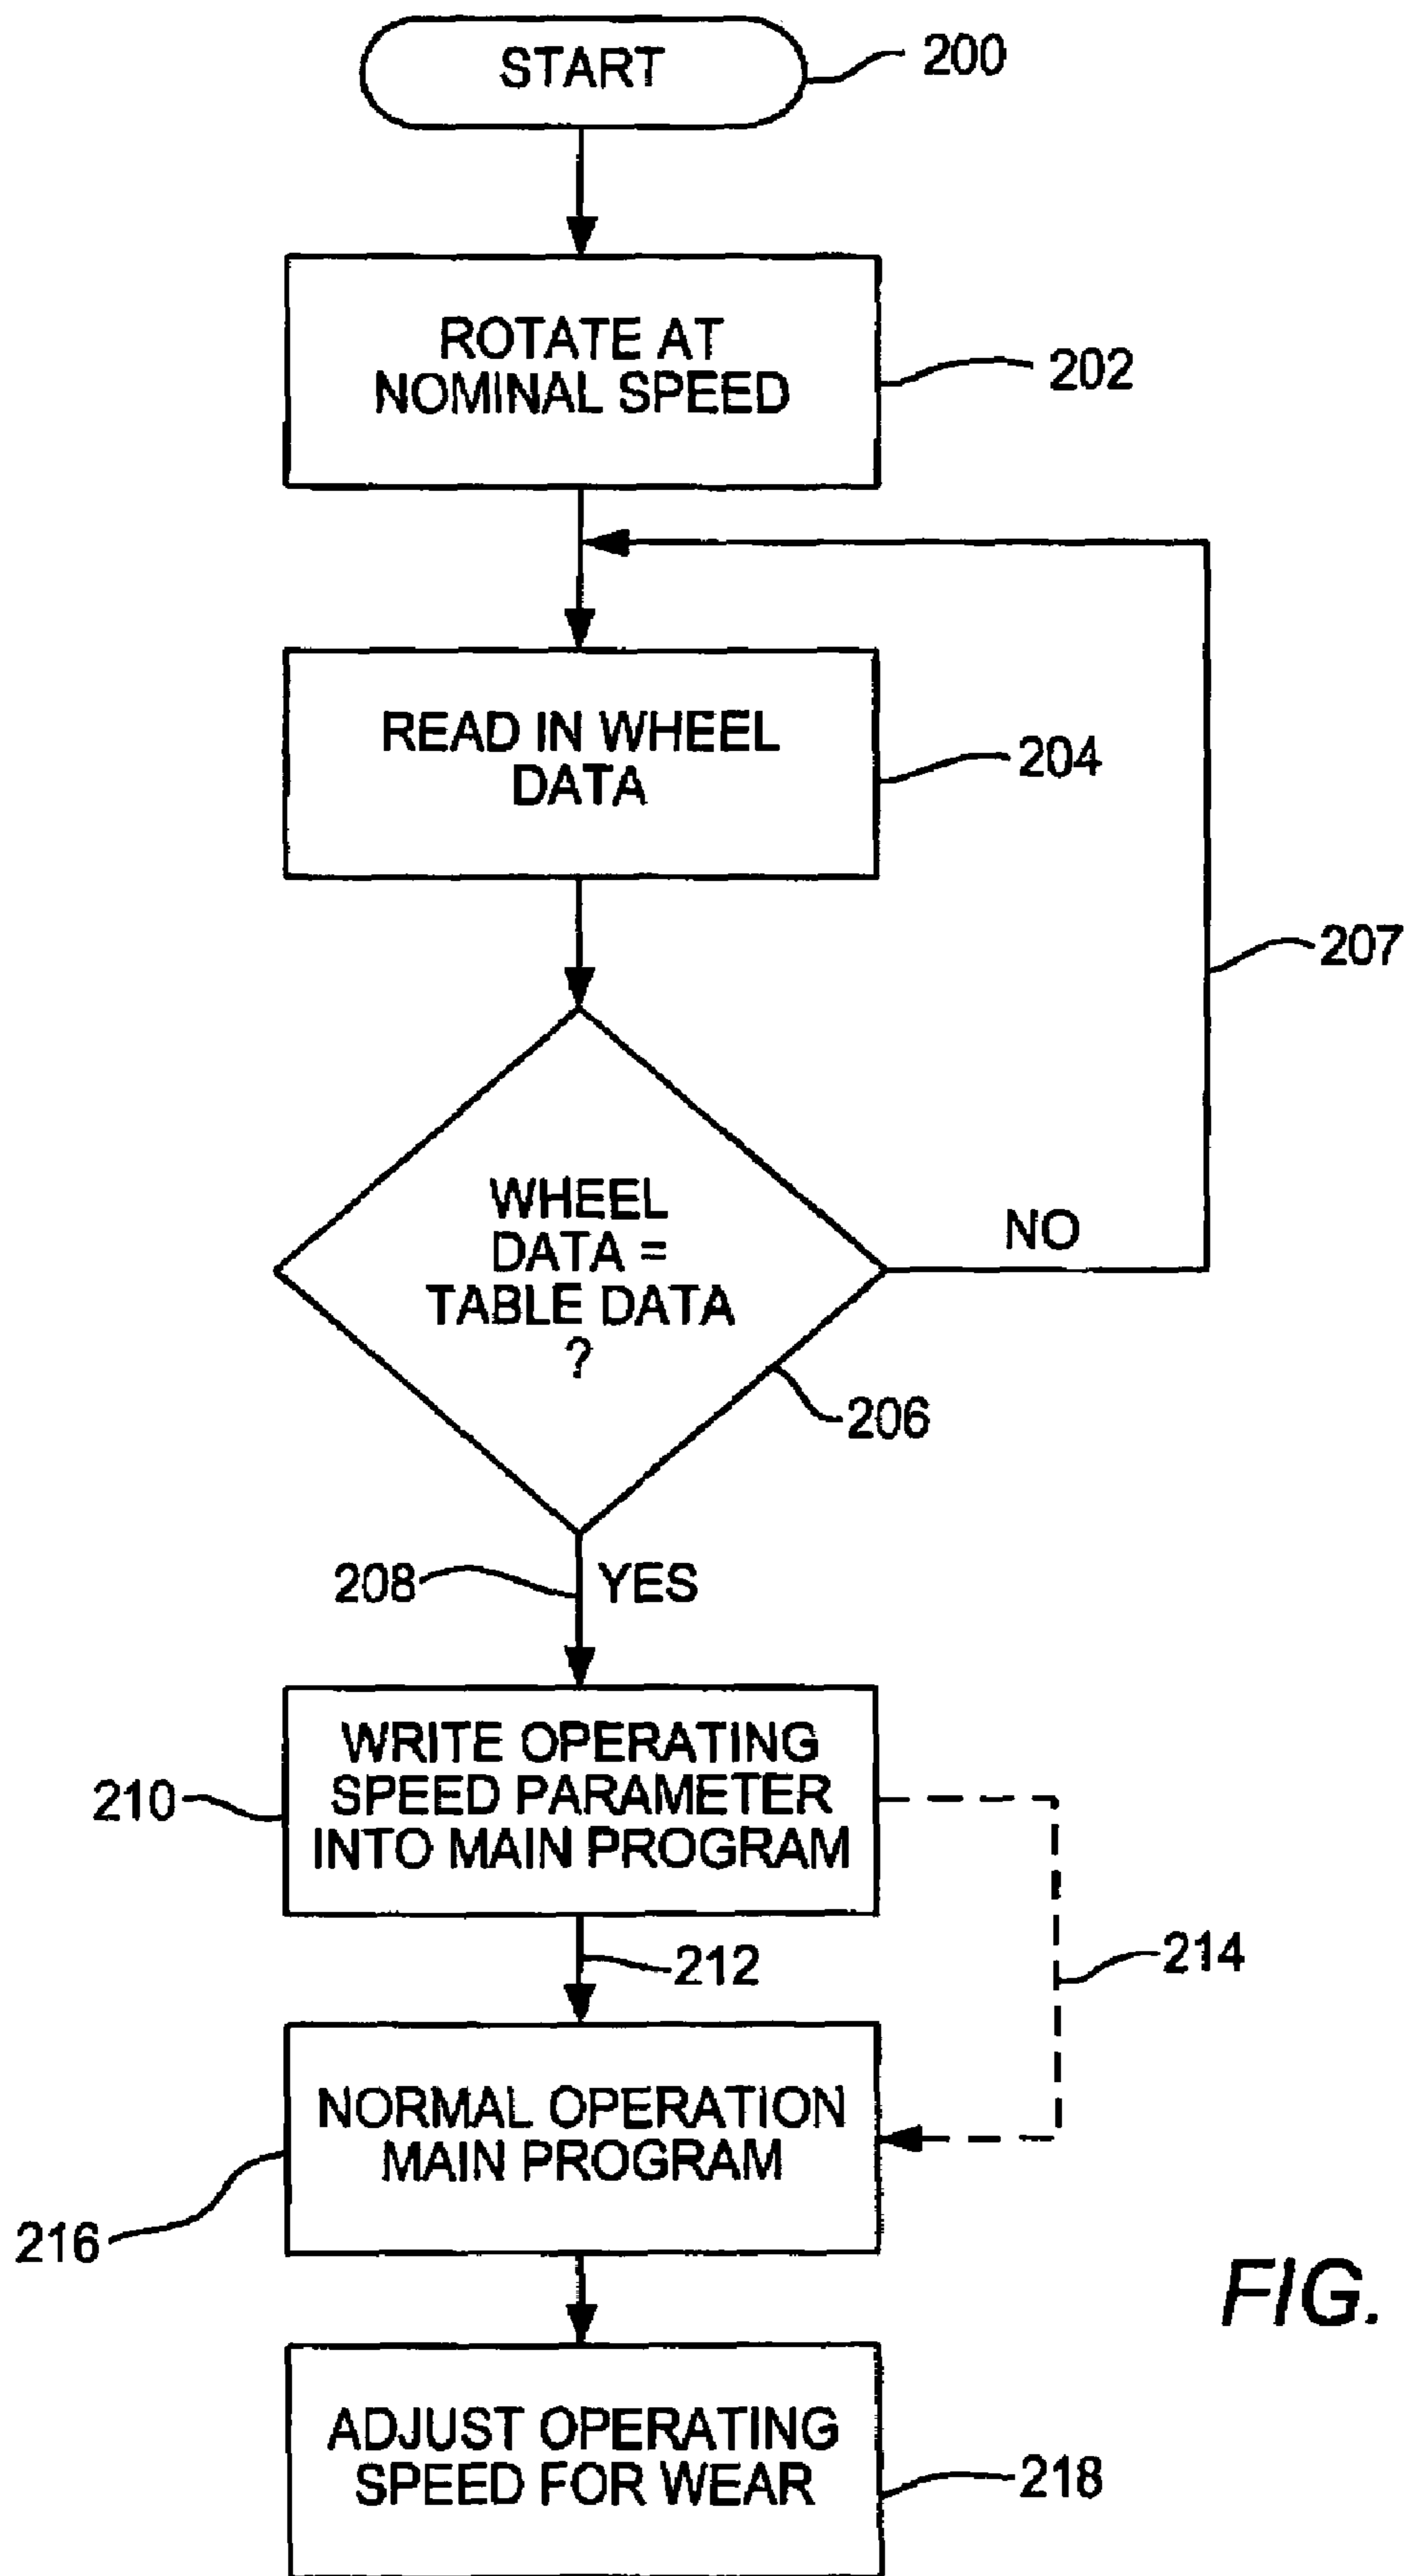 START
200
ROTATE AT
NOMINAL SPEED
202
READ IN WHEEL
DATA
204
207
WHEEL
DATA =
TABLE DATA
?
NO
206
208
YES
WRITE OPERATING
SPEED PARAMETER
INTO MAIN PROGRAM
210
212
214
NORMAL OPERATION
MAIN PROGRAM
216
FIG.
ADJUST OPERATING
SPEED FOR WEAR
218